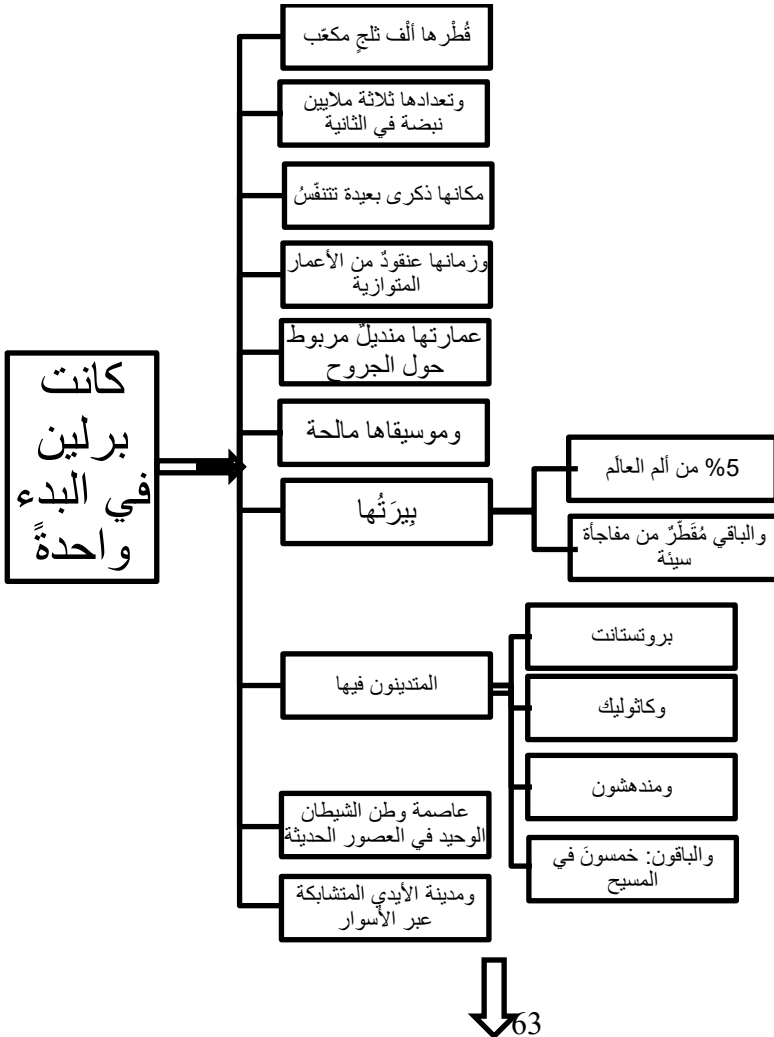 كانت
برلين
في البدء
واحدةً
قُطْرها ألْف ثلجٍ مكعّب
وتعدادها ثلاثة ملايين
نبضة في الثانية
مكانها ذكرى بعيدة تتنفّسُ
وزمانها عنقودٌ من الأعمار
المتوازية
عمارتها منديلٌ مربوط
حول الجروح
وموسيقاها مالحة
بِيرَتُها
5% من ألم العالَم
والباقي مُقَطّرٌ من مفاجأة
سيئة
المتدينون فيها
بروتستانت
وكاثوليك
ومندهشون
والباقون: خمسونَ في
المسيح
عاصمة وطن الشيطان
الوحيد في العصور الحديثة
ومدينة الأيدي المتشابكة
عبر الأسوار
63